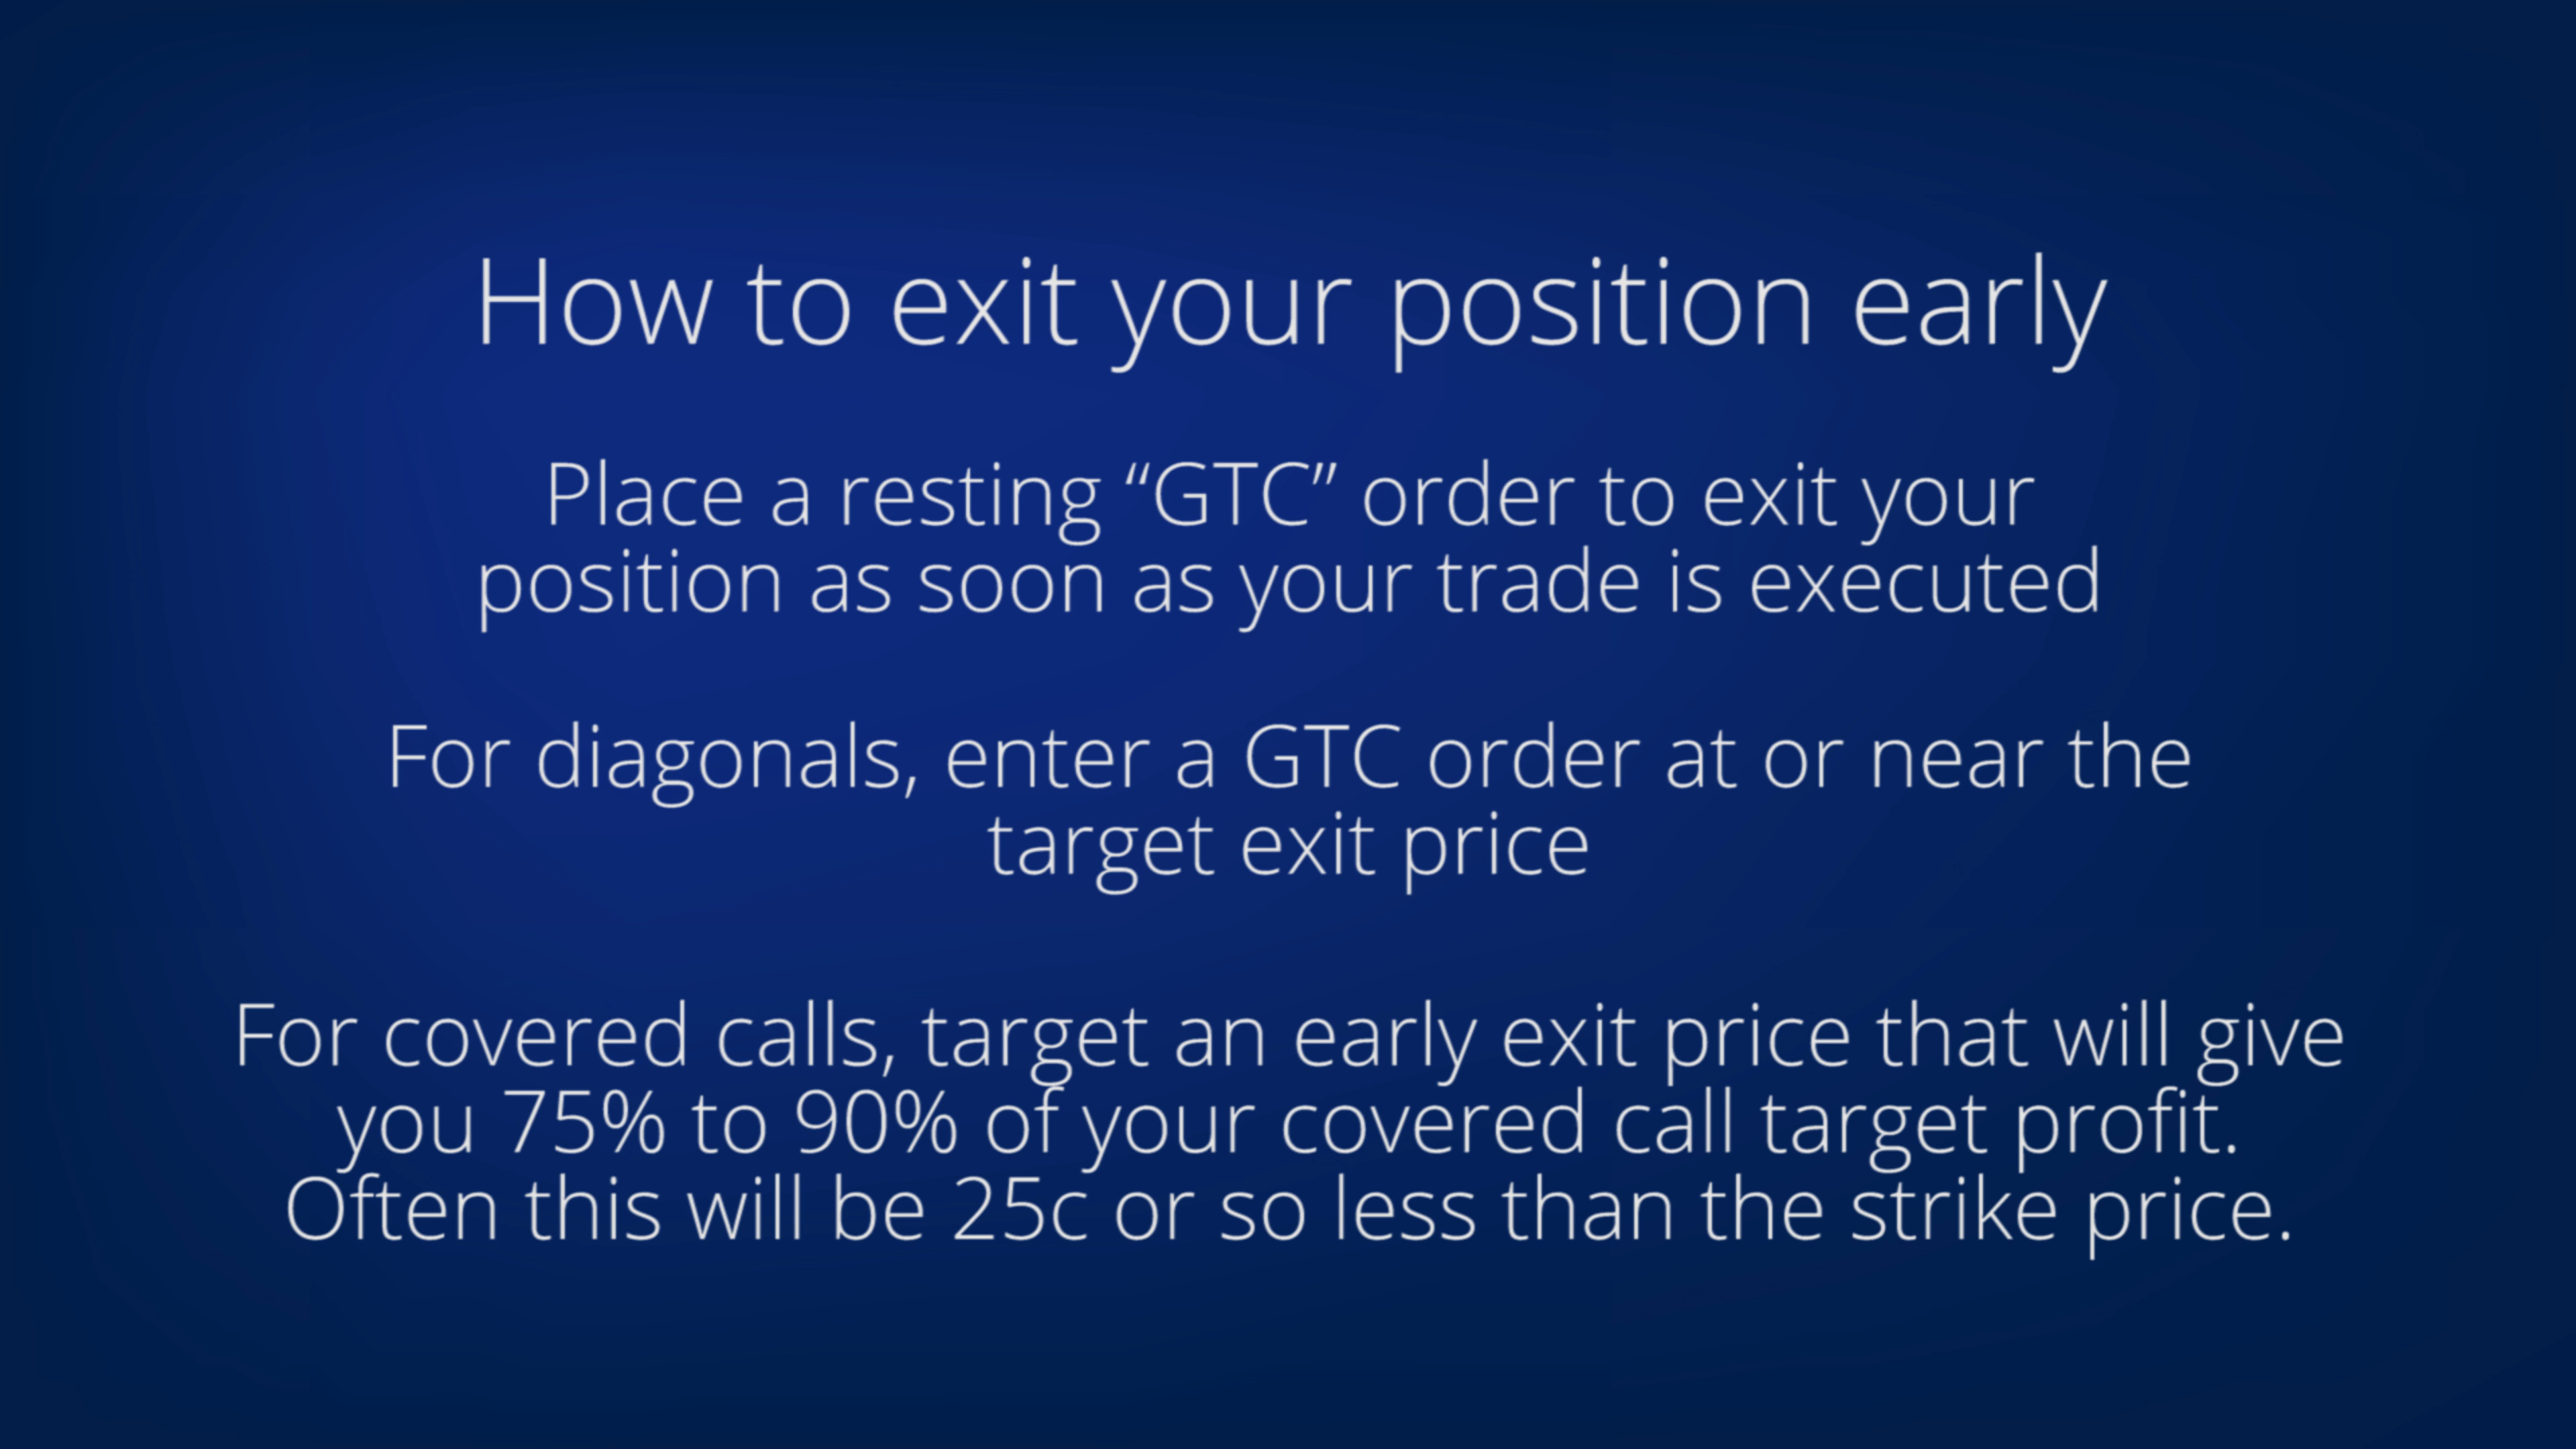 How to exit your position early
Place a resting “GTC” order to exit your
position as soon as your trade is executed
For diagonals, enter a GTC order at or near the
target exit price
For covered calls, target an early exit price that will give
you 75% to 90% of your covered call target profit.
Often this will be 25c or so less than the strike price.